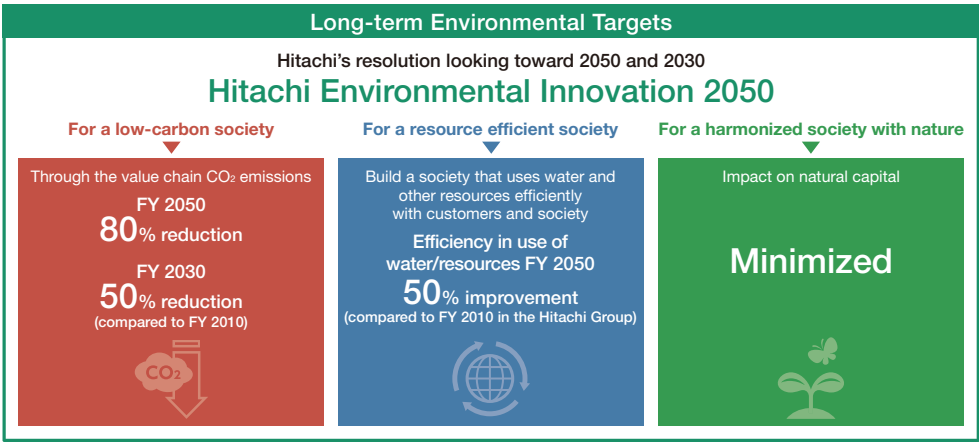 Long-term Environmental Targets
Hitachi’s resolution looking toward 2050 and 2030
Hitachi Environmental Innovation 2050
For a low-carbon society
Through the value chain CO₂ emissions
FY 2050
80% reduction
FY 2030
50% reduction
(compared to FY 2010)
CO₂
For a resource efficient society
Build a society that uses water and
other resources efficiently
with customers and society
Efficiency in use of
water/resources FY 2050
50% improvement
(compared to FY 2010 in the Hitachi Group)
For a harmonized society with nature
Impact on natural capital
Minimized